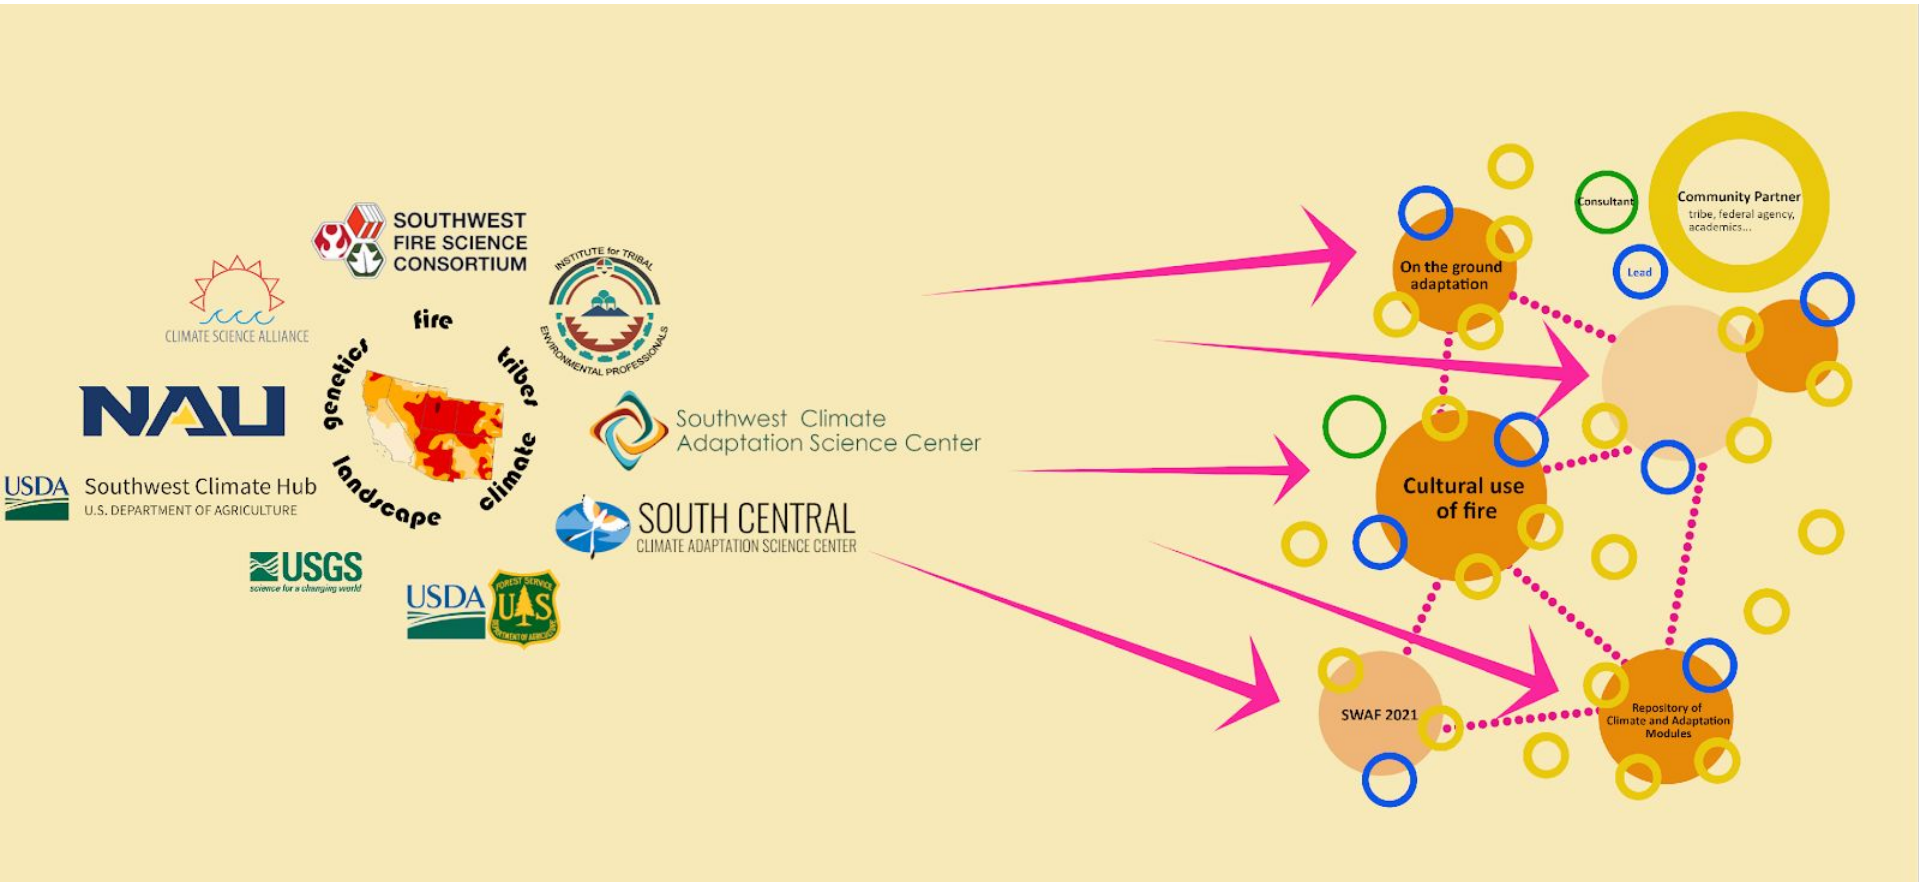 SOUTHWEST
FIRE SCIENCE
CONSORTIUM
INSTITUTE for TRIBAL
ENVIRONMENTAL PROFESSIONALS
CLIMATE SCIENCE ALLIANCE
fire
tribes
climate
landscape
genetics
NAU
Southwest Climate
Adaptation Science Center
USDA Southwest Climate Hub
U.S. DEPARTMENT OF AGRICULTURE
SOUTH CENTRAL
CLIMATE ADAPTATION SCIENCE CENTER
USGS
science for a changing world
USDA
FOREST SERVICE
U S
DEPARTMENT OF AGRICULTURE
Consultant
Community Partner
tribe, federal agency,
academics...
Lead
On the ground
adaptation
Cultural use
of fire
SWAF 2021
Repository of
Climate and Adaptation
Modules